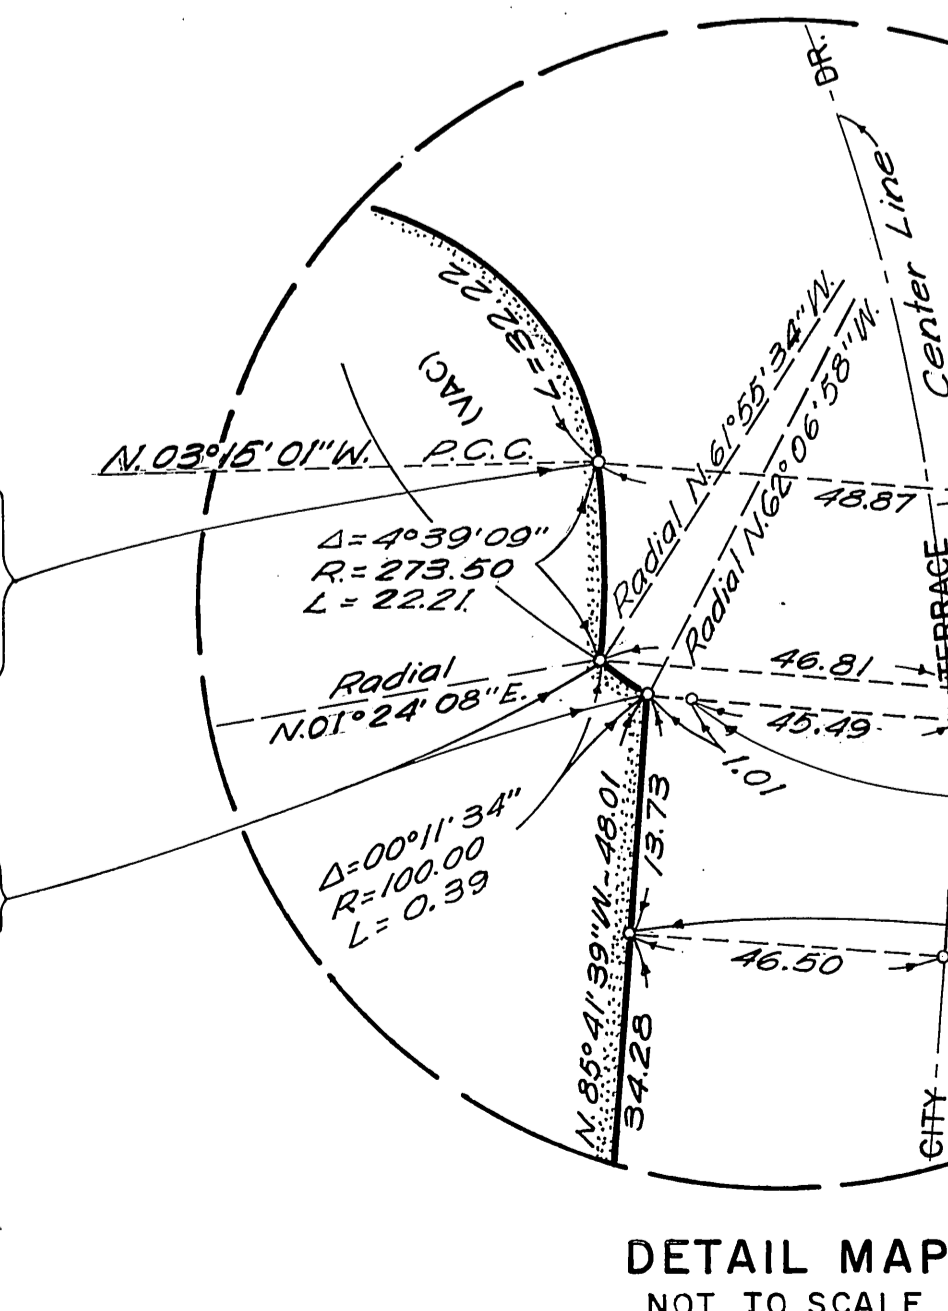 DR.
Center Line
L = 32.22
(VAC)
N. 03°15'01"W. P.C.C.
Radial N. 61°55'34"W.
Radial N. 62°06'58"W.
48.87
Δ = 4°39'09"
R. = 273.50
L = 22.21.
TERRACE
46.81
Radial
N.01°24'08"E.
45.49
1.01
Δ=00°11'34"
R=100.00
L= 0.39
N. 85°41'39"W.~48.01
13.73
46.50
34.28
CITY
DETAIL MAP
NOT TO SCALE